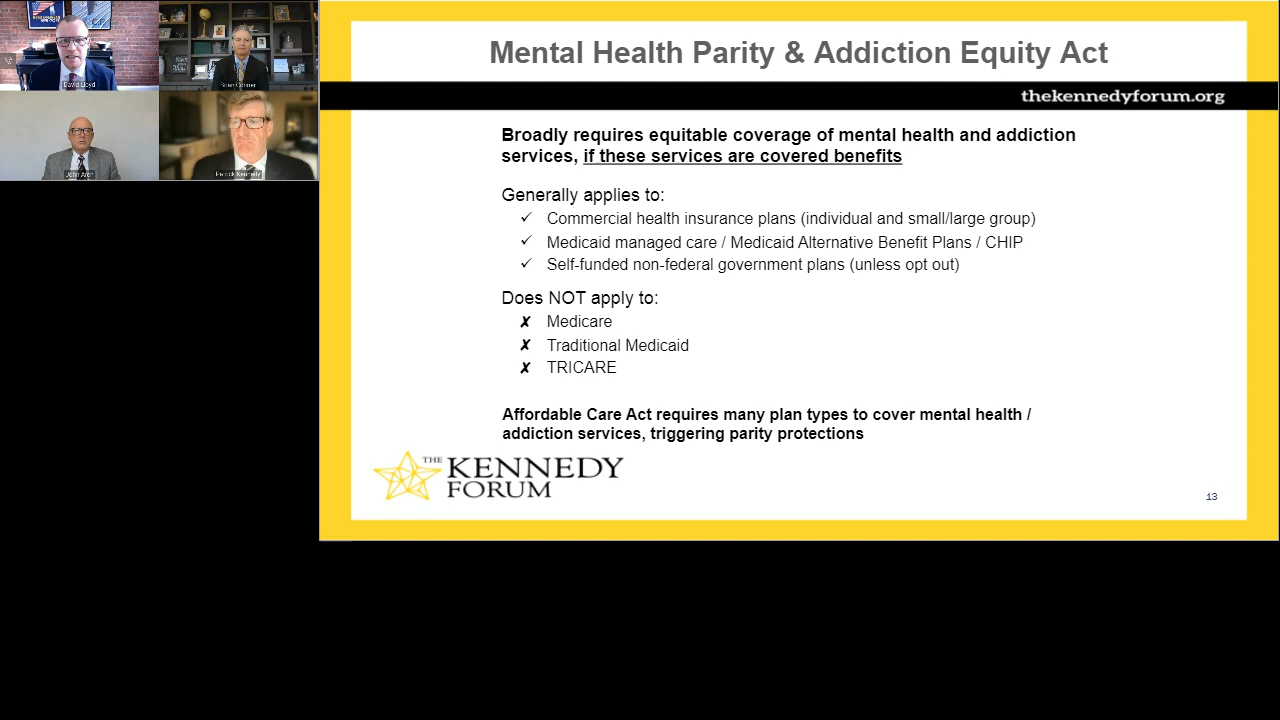 David Lloyd
Brian Conner
John Arch
Patrick Kennedy
Mental Health Parity & Addiction Equity Act
thekennedyforum.org
Broadly requires equitable coverage of mental health and addiction
services, if these services are covered benefits
Generally applies to:
✓ Commercial health insurance plans (individual and small/large group)
✓ Medicaid managed care / Medicaid Alternative Benefit Plans / CHIP
✓ Self-funded non-federal government plans (unless opt out)
Does NOT apply to:
✗ Medicare
✗ Traditional Medicaid
✗ TRICARE
Affordable Care Act requires many plan types to cover mental health /
addiction services, triggering parity protections
THE KENNEDY
FORUM
13